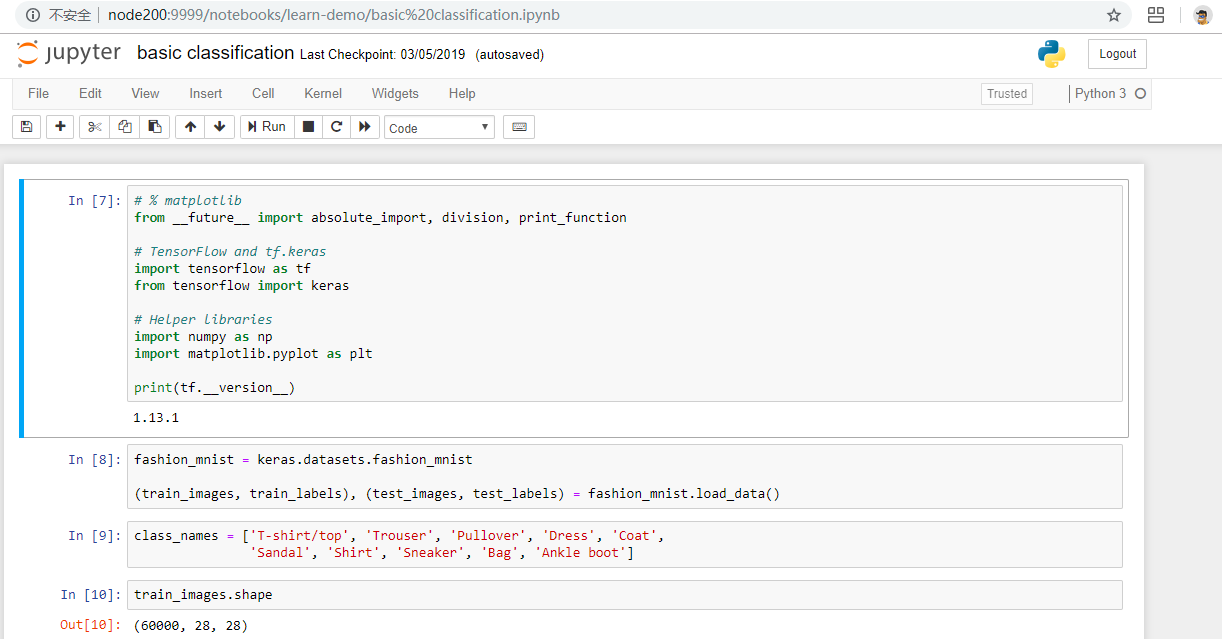 不安全 node200:9999/notebooks/learn-demo/basic%20classification.ipynb
jupyter basic classification Last Checkpoint: 03/05/2019 (autosaved) Logout
File Edit View Insert Cell Kernel Widgets Help Trusted Python 3
Run Code
In [7]: # % matplotlib
from __future__ import absolute_import, division, print_function
# TensorFlow and tf.keras
import tensorflow as tf
from tensorflow import keras
# Helper libraries
import numpy as np
import matplotlib.pyplot as plt
print(tf.__version__)
1.13.1
In [8]: fashion_mnist = keras.datasets.fashion_mnist
(train_images, train_labels), (test_images, test_labels) = fashion_mnist.load_data()
In [9]: class_names = ['T-shirt/top', 'Trouser', 'Pullover', 'Dress', 'Coat',
'Sandal', 'Shirt', 'Sneaker', 'Bag', 'Ankle boot']
In [10]: train_images.shape
Out[10]: (60000, 28, 28)